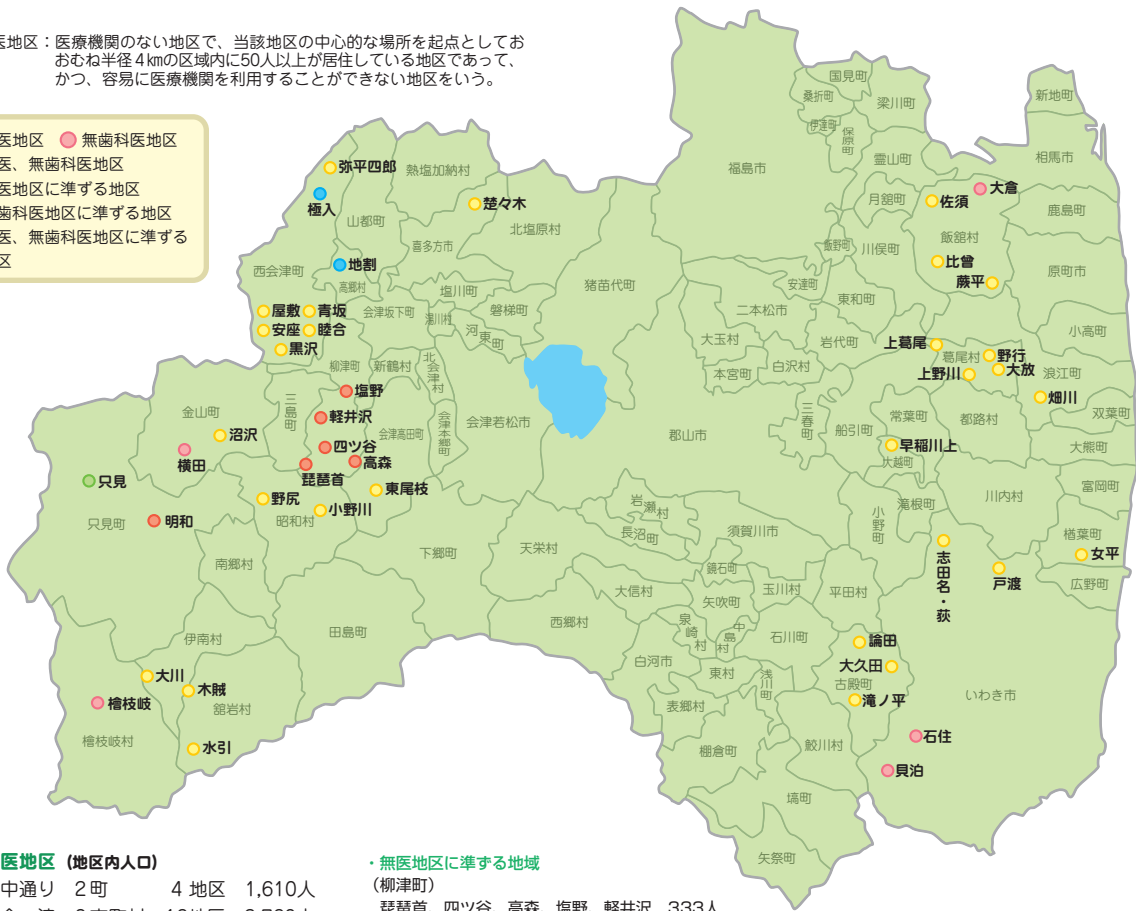 医地区：医療機関のない地区で、当該地区の中心的な場所を起点としてお
おむね半径４㎞の区域内に50人以上が居住している地区であって、
かつ、容易に医療機関を利用することができない地区をいう。
医地区 無歯科医地区
医、無歯科医地区
医地区に準ずる地区
歯科医地区に準ずる地区
医、無歯科医地区に準ずる
区
国見町
桑折町
梁川町
伊達町
保原町
新地町
福島市
霊山町
相馬市
月舘町
佐須
大倉
鹿島町
飯舘村
飯野町
川俣町
比曽
蕨平
原町市
弥平四郎
熱塩加納村
極入
山都町
楚々木
北塩原村
喜多方市
西会津町
地割
高郷村
塩川町
猪苗代町
安達町
東和町
二本松市
屋敷
青坂
会津坂下町
湯川村
磐梯町
河東町
安座
睦合
黒沢
大玉村
岩代町
上葛尾
小高町
柳津町
新鶴村
北会津村
本宮町
白沢村
葛尾村
野行
大放
上野川
浪江町
塩野
畑川
金山町
三島町
軽井沢
会津高田町
会津本郷町
会津若松市
三春町
船引町
常葉町
都路村
双葉町
沼沢
郡山市
早稲川上
大熊町
横田
四ツ谷
高森
琵琶首
大越町
只見
東尾枝
富岡町
野尻
岩瀬村
滝根町
川内村
只見町
明和
小野川
昭和村
長沼町
須賀川市
小野町
楢葉町
下郷町
天栄村
志田名・荻
女平
南郷村
鏡石町
戸渡
広野町
大信村
矢吹町
玉川村
平田村
西郷村
泉崎村
中島村
石川町
田島町
伊南村
論田
白河市
大久田
大川
東村
浅川町
古殿町
木賊
滝ノ平
いわき市
檜枝岐
舘岩村
表郷村
檜枝岐村
水引
棚倉町
鮫川村
石住
貝泊
塙町
矢祭町
医地区（地区内人口）
中通り 2町 4地区 1,610人
・無医地区に準ずる地域
（柳津町）
琵琶首、四ツ谷、高森、塩野、軽井沢 333人